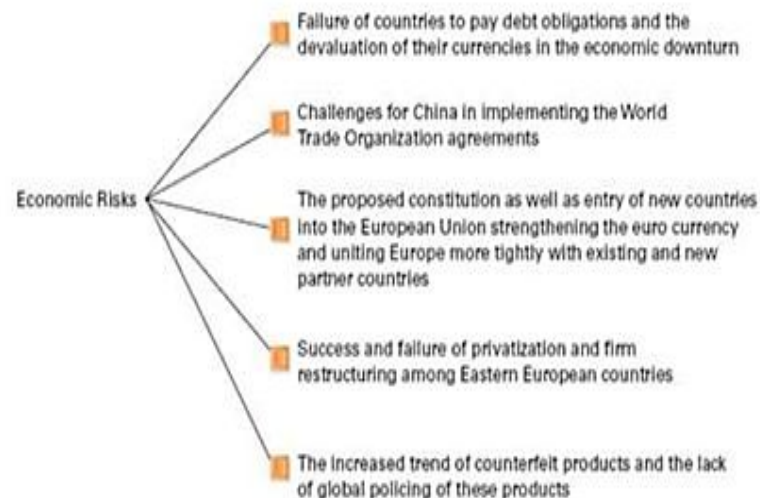 Failure of countries to pay debt obligations and the
devaluation of their currencies in the economic downturn
Challenges for China in implementing the World
Trade Organization agreements
Economic Risks
The proposed constitution as well as entry of new countries
into the European Union strengthening the euro currency
and uniting Europe more tightly with existing and new
partner countries
Success and failure of privatization and firm
restructuring among Eastern European countries
The increased trend of counterfeit products and the lack
of global policing of these products